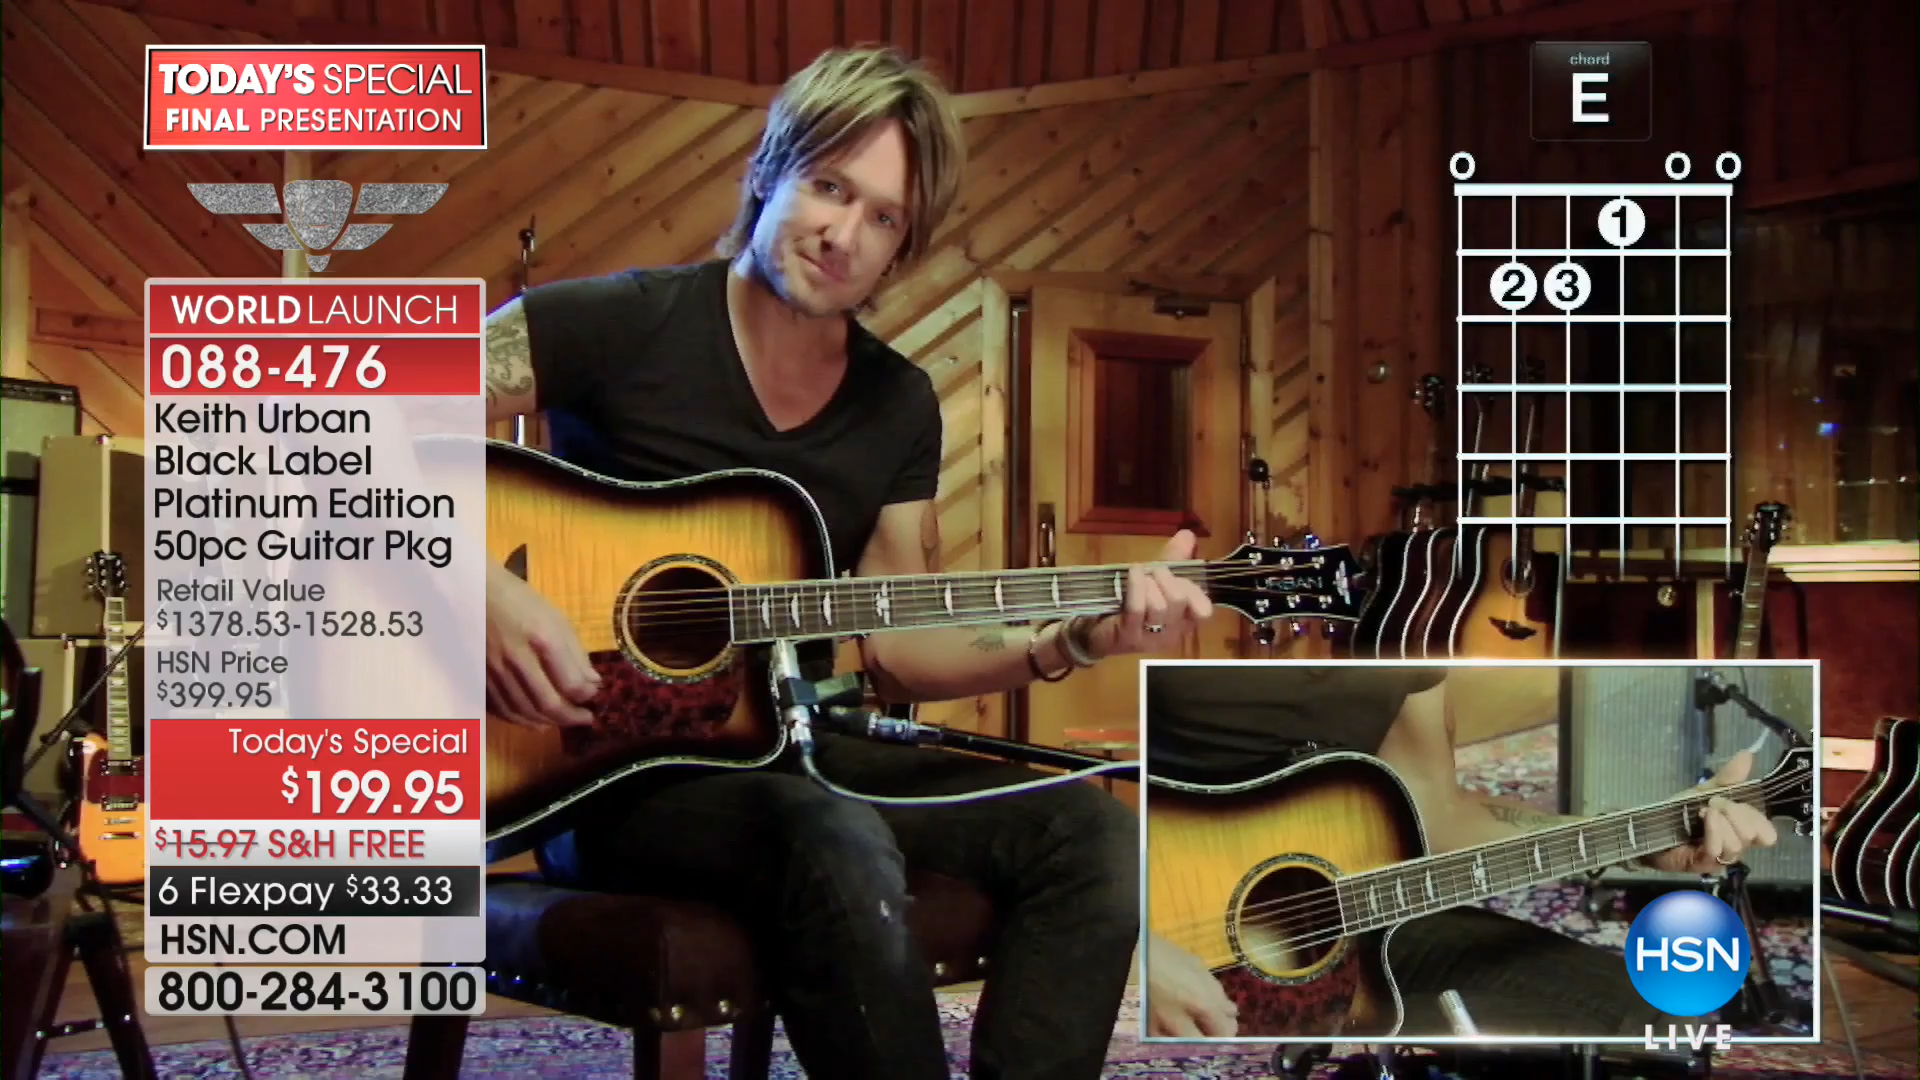 TODAY'S SPECIAL
FINAL PRESENTATION
WORLD LAUNCH
088-476
Keith Urban
Black Label
Platinum Edition
50pc Guitar Pkg
Retail Value
$1378.53-1528.53
HSN Price
$399.95
Today's Special
$199.95
$15.97 S&H FREE
6 Flexpay $33.33
HSN.COM
800-284-3100
chord
E
O O O
1
2 3
URBAN
HSN
LIVE